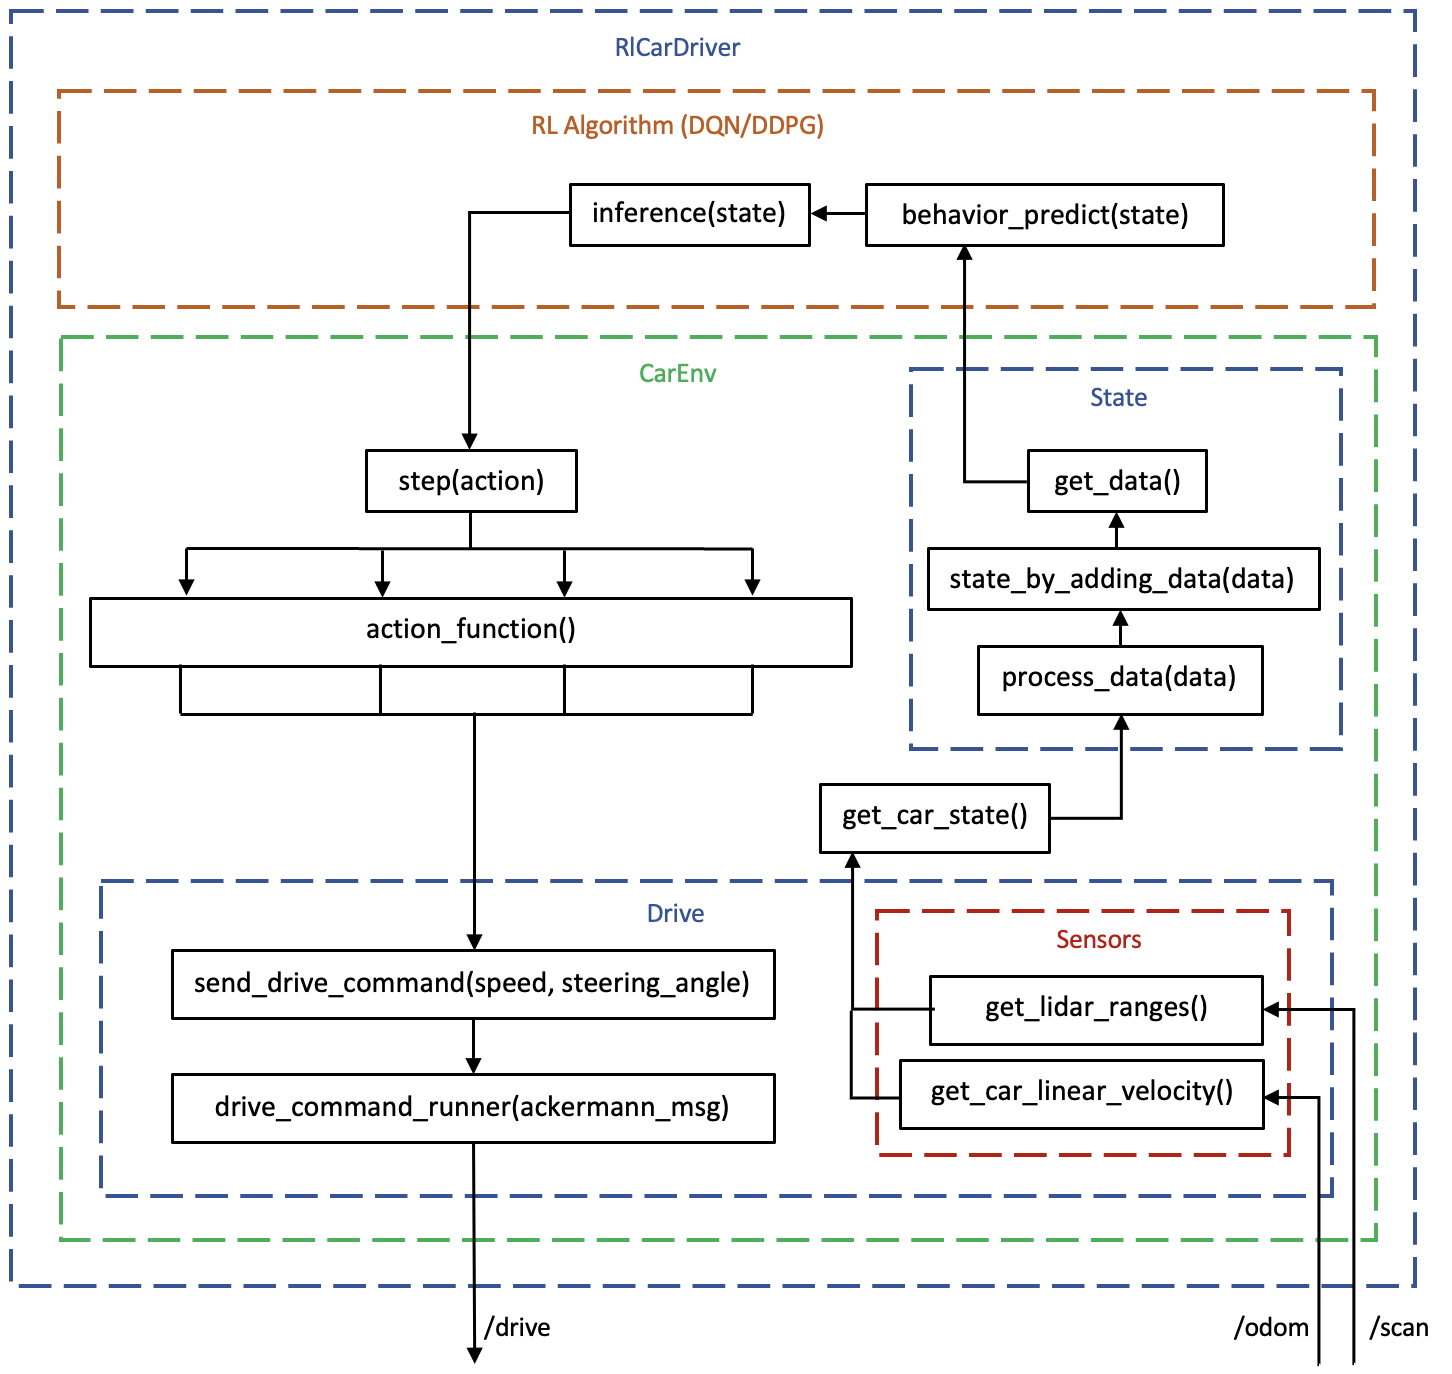 RlCarDriver
RL Algorithm (DQN/DDPG)
inference(state)
behavior_predict(state)
CarEnv
State
step(action)
get_data()
state_by_adding_data(data)
action_function()
process_data(data)
get_car_state()
Drive
Sensors
send_drive_command(speed, steering_angle)
get_lidar_ranges()
drive_command_runner(ackermann_msg)
get_car_linear_velocity()
/drive
/odom
/scan